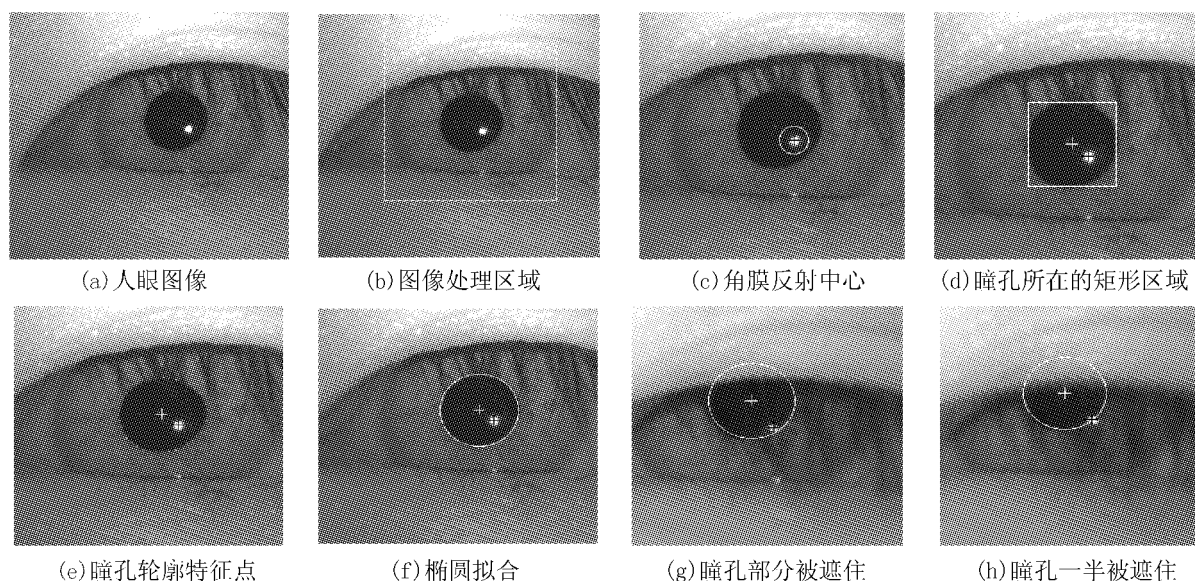 (a)人眼图像
(b)图像处理区域
(c)角膜反射中心
(d)瞳孔所在的矩形区域
(e)瞳孔轮廓特征点
(f)椭圆拟合
(g)瞳孔部分被遮住
(h)瞳孔一半被遮住